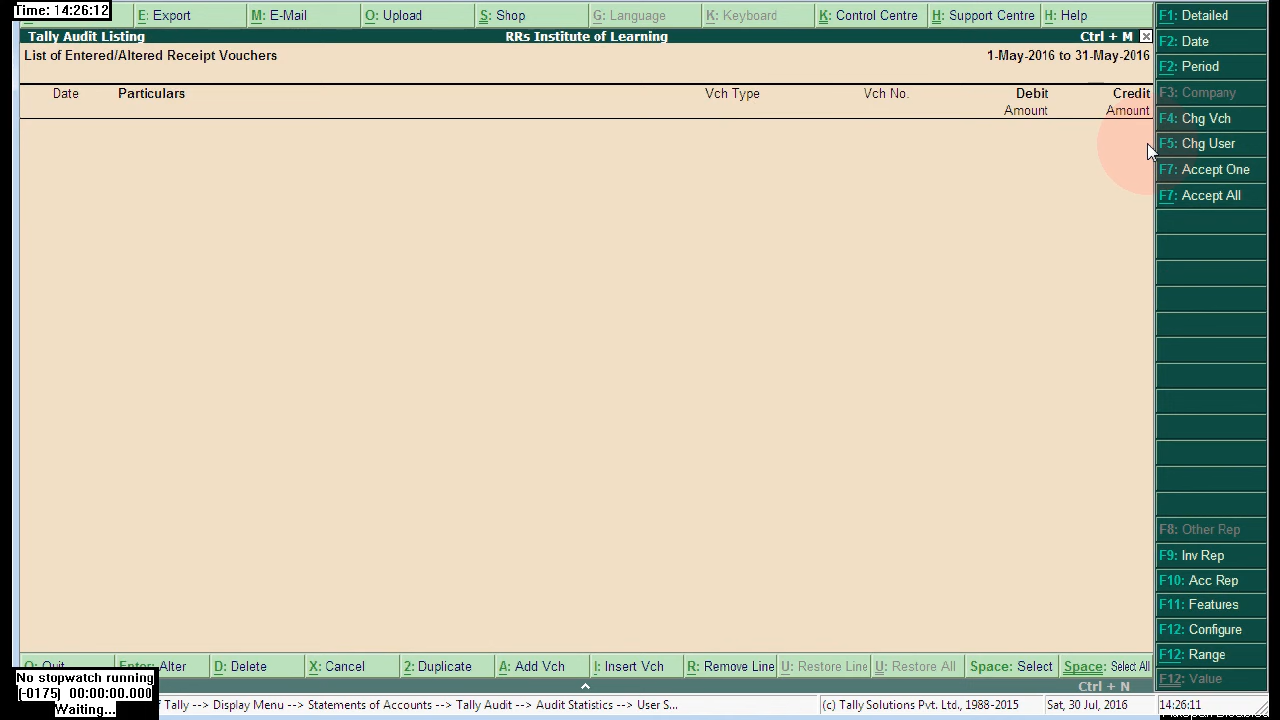 Time: 14:26:12
E: Export
M: E-Mail
O: Upload
S: Shop
G: Language
K: Keyboard
K: Control Centre
H: Support Centre
H: Help
Tally Audit Listing
RRs Institute of Learning
Ctrl + M
List of Entered/Altered Receipt Vouchers
1-May-2016 to 31-May-2016
Date
Particulars
Vch Type
Vch No.
Debit
Amount
Credit
Amount
F1: Detailed
F2: Date
F2: Period
F3: Company
F4: Chg Vch
F5: Chg User
F7: Accept One
F7: Accept All
F8: Other Rep
F9: Inv Rep
F10: Acc Rep
F11: Features
F12: Configure
F12: Range
F12: Value
Q: Quit
Enter: Alter
D: Delete
X: Cancel
2: Duplic
A: Add Vch
I: Insert Vch
R: Remove Line
U: Restore Line
U: Restore All
Space: Select
Space: Select All
Ctrl + N
No stopwatch running
[-0175] 00:00:00.000
Waiting...
f Tally --> Display Menu --> Statements of Accounts --> Tally Audit --> Audit Statistics --> User S...
(c) Tally Solutions Pvt. Ltd., 1988-2015
Sat, 30 Jul, 2016
14:26:11